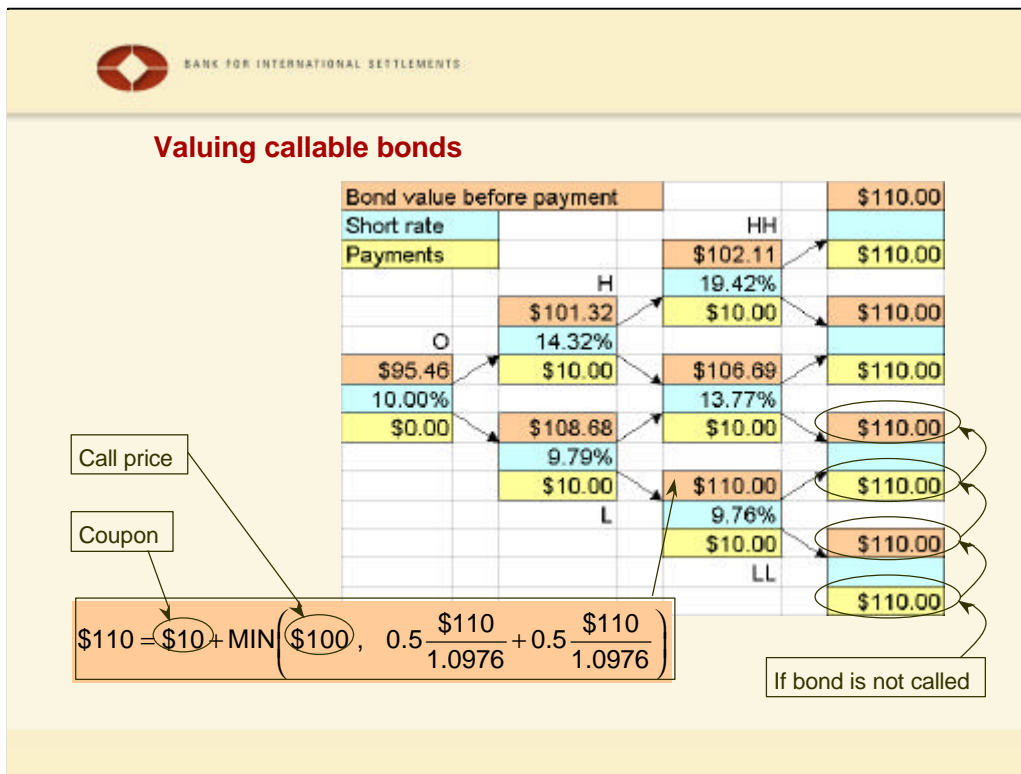 BANK FOR INTERNATIONAL SETTLEMENTS
Valuing callable bonds
Bond value before payment $110.00
Short rate HH
Payments $102.11 $110.00
H 19.42%
$101.32 $10.00 $110.00
O 14.32%
$95.46 $10.00 $106.69 $110.00
10.00% 13.77%
$0.00 $108.68 $10.00 $110.00
9.79%
$10.00 $110.00 $110.00
L 9.76%
$10.00 $110.00
LL
$110.00
Call price
Coupon
$110 = $10 + MIN( $100 , 0.5 $110/1.0976 + 0.5 $110/1.0976 )
If bond is not called